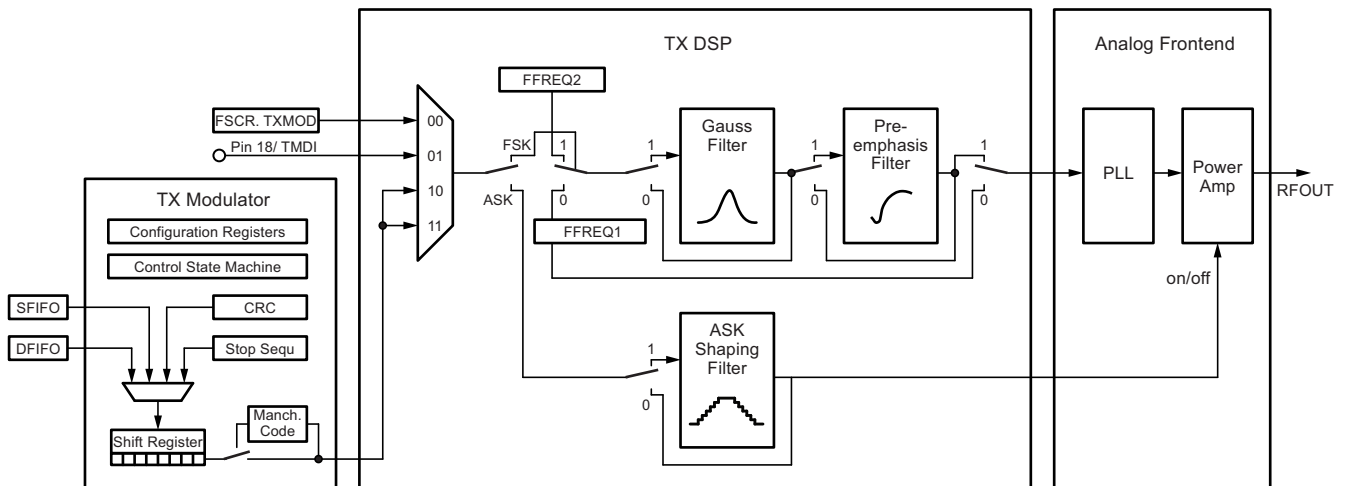 TX DSP
Analog Frontend
FFREQ2
FSCR. TXMOD
Pin 18/ TMDI
00
01
10
11
FSK
ASK
1
0
FFREQ1
1
0
Gauss
Filter
1
0
Pre-
emphasis
Filter
1
0
PLL
Power
Amp
RFOUT
on/off
TX Modulator
Configuration Registers
Control State Machine
SFIFO
CRC
DFIFO
Stop Sequ
Shift Register
Manch.
Code
1
0
ASK
Shaping
Filter